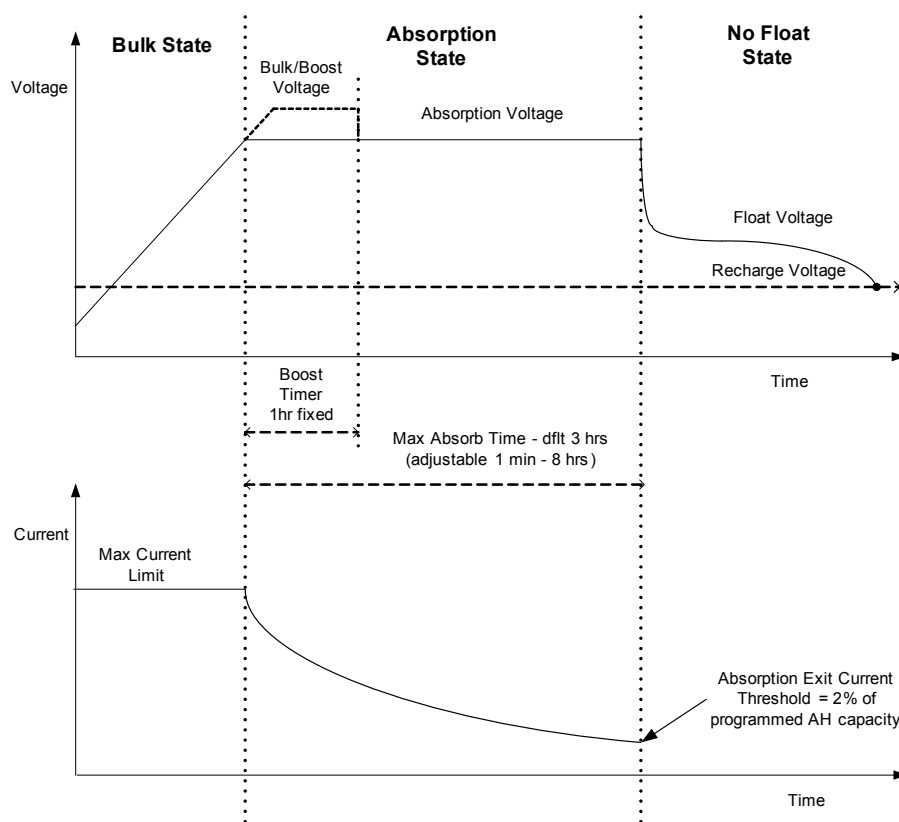 Bulk State
Absorption
State
No Float
State
Voltage
Bulk/Boost
Voltage
Absorption Voltage
Float Voltage
Recharge Voltage
Time
Boost
Timer
1hr fixed
Max Absorb Time - dflt 3 hrs
(adjustable 1 min - 8 hrs)
Current
Max Current
Limit
Absorption Exit Current
Threshold = 2% of
programmed AH capacity
Time